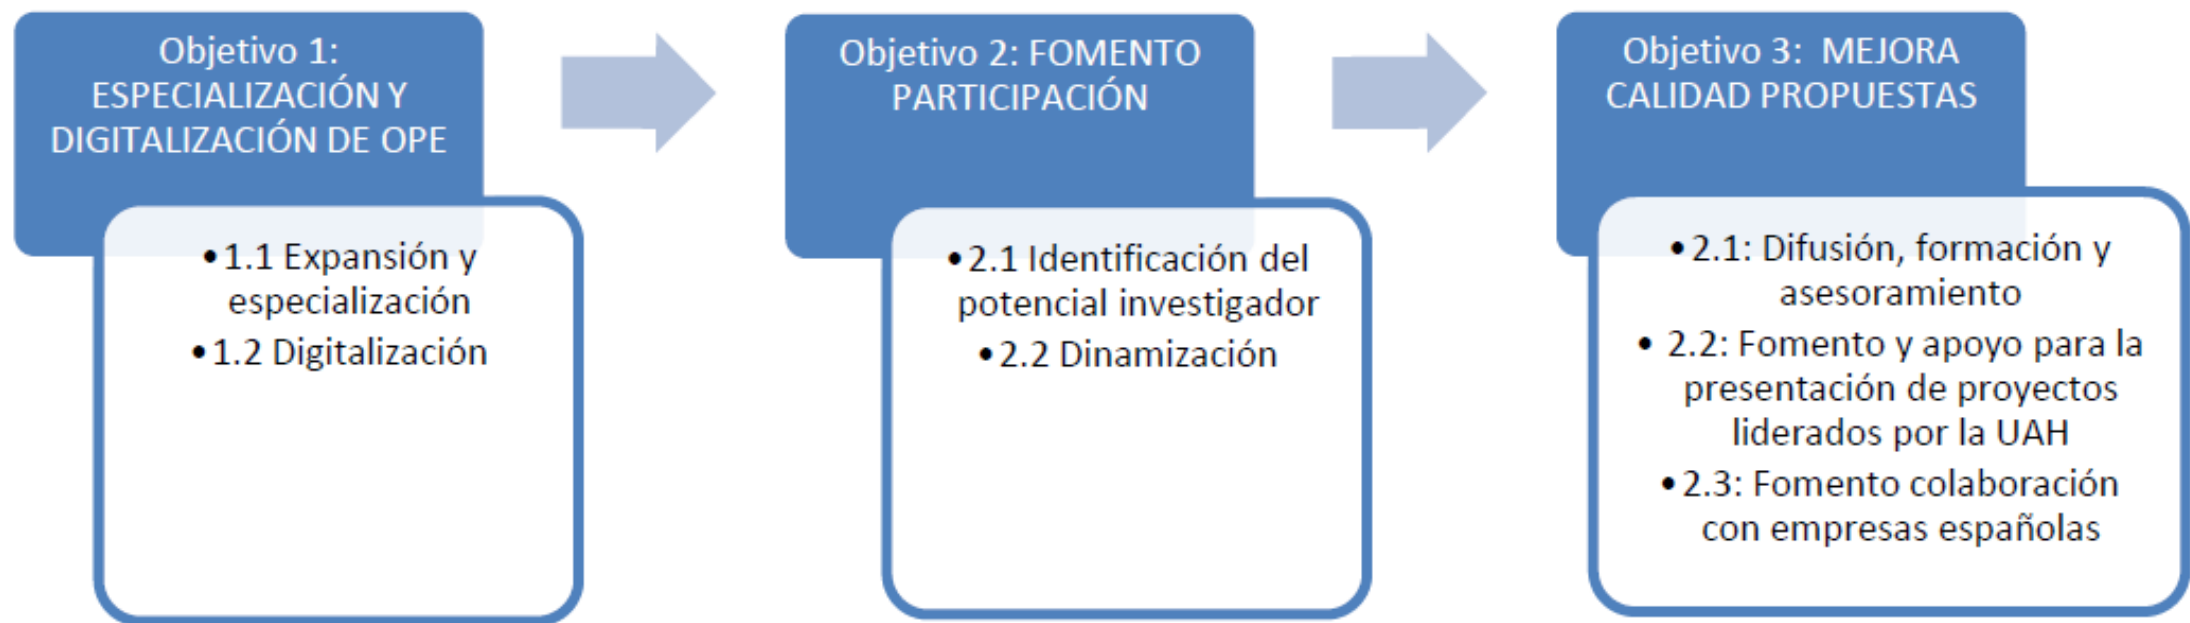 Objetivo 1:
ESPECIALIZACIÓN Y
DIGITALIZACIÓN DE OPE
•1.1 Expansión y
especialización
•1.2 Digitalización
Objetivo 2: FOMENTO
PARTICIPACIÓN
•2.1 Identificación del
potencial investigador
•2.2 Dinamización
Objetivo 3:  MEJORA
CALIDAD PROPUESTAS
•2.1: Difusión, formación y
asesoramiento
• 2.2: Fomento y apoyo para la
presentación de proyectos
liderados por la UAH
•2.3: Fomento colaboración
con empresas españolas